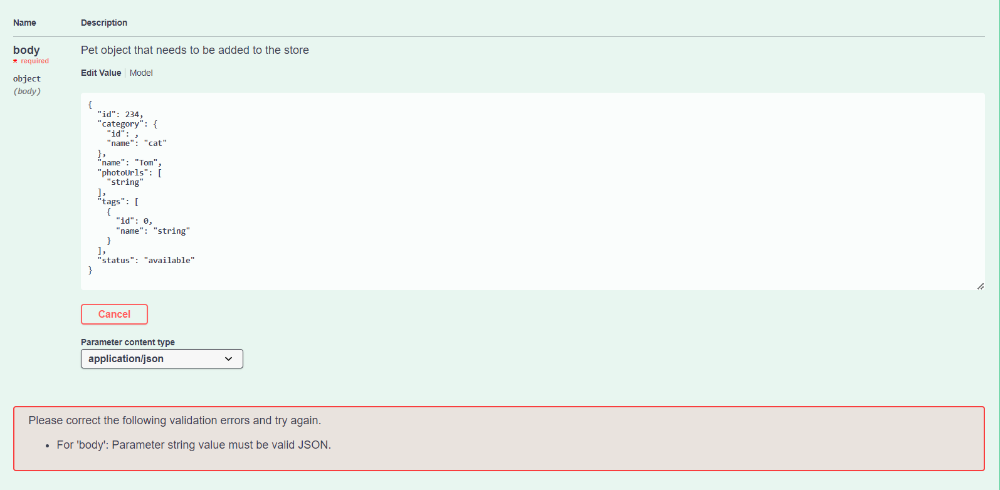 Name Description
body Pet object that needs to be added to the store
* required
Edit Value | Model
object
(body)
{
  "id": 234,
  "category": {
    "id": ,
    "name": "cat"
  },
  "name": "Tom",
  "photoUrls": [
    "string"
  ],
  "tags": [
    {
      "id": 0,
      "name": "string"
    }
  ],
  "status": "available"
}
Cancel
Parameter content type
application/json
Please correct the following validation errors and try again.
• For 'body': Parameter string value must be valid JSON.